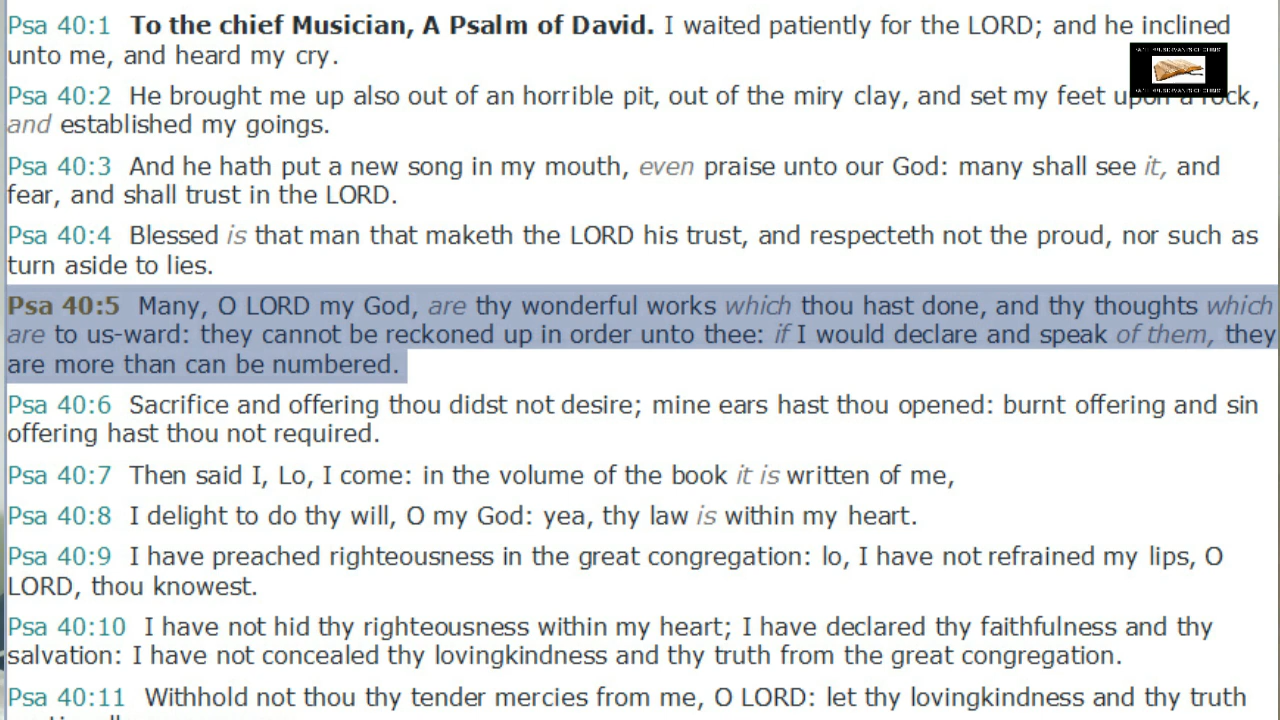 Psa 40:1 To the chief Musician, A Psalm of David. I waited patiently for the LORD; and he inclined
unto me, and heard my cry.
Psa 40:2 He brought me up also out of an horrible pit, out of the miry clay, and set my feet upon a rock,
and established my goings.
Psa 40:3 And he hath put a new song in my mouth, even praise unto our God: many shall see it, and
fear, and shall trust in the LORD.
Psa 40:4 Blessed is that man that maketh the LORD his trust, and respecteth not the proud, nor such as
turn aside to lies.
Psa 40:5 Many, O LORD my God, are thy wonderful works which thou hast done, and thy thoughts which
are to us-ward: they cannot be reckoned up in order unto thee: if I would declare and speak of them, they
are more than can be numbered.
Psa 40:6 Sacrifice and offering thou didst not desire; mine ears hast thou opened: burnt offering and sin
offering hast thou not required.
Psa 40:7 Then said I, Lo, I come: in the volume of the book it is written of me,
Psa 40:8 I delight to do thy will, O my God: yea, thy law is within my heart.
Psa 40:9 I have preached righteousness in the great congregation: lo, I have not refrained my lips, O
LORD, thou knowest.
Psa 40:10 I have not hid thy righteousness within my heart; I have declared thy faithfulness and thy
salvation: I have not concealed thy lovingkindness and thy truth from the great congregation.
Psa 40:11 Withhold not thou thy tender mercies from me, O LORD: let thy lovingkindness and thy truth